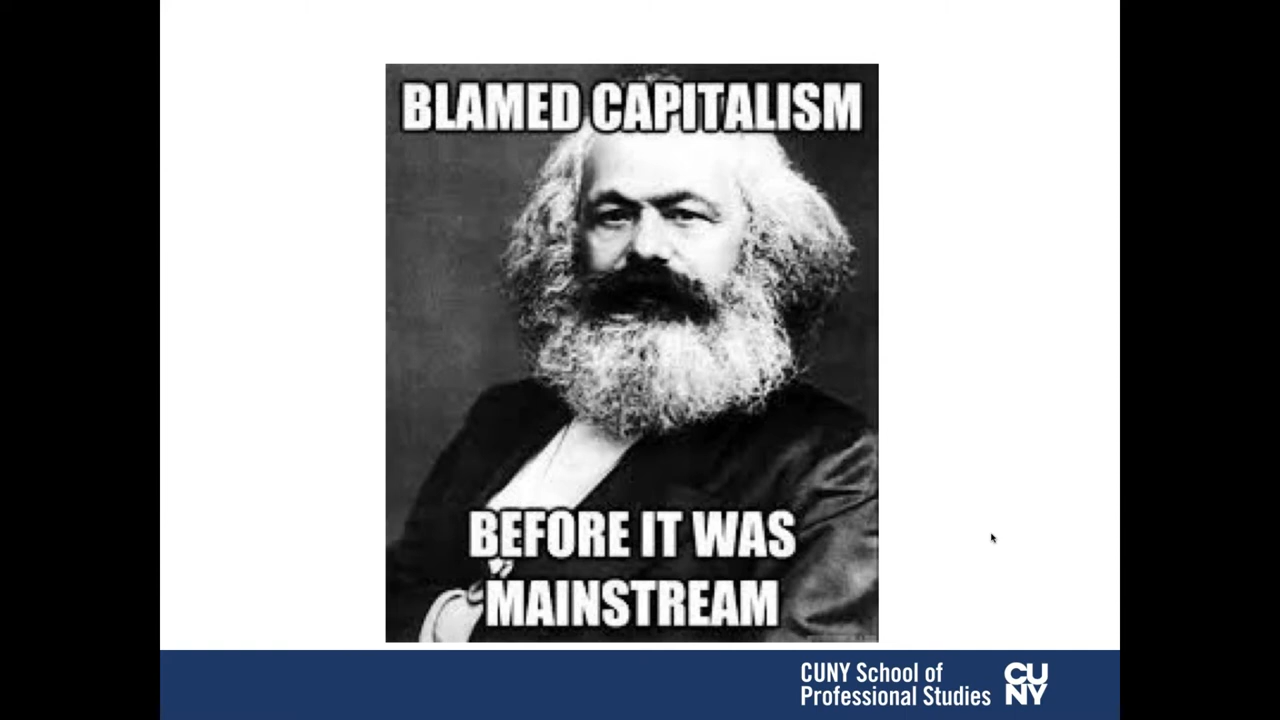 BLAMED CAPITALISM
BEFORE IT WAS
MAINSTREAM
CUNY School of
Professional Studies
CU
NY